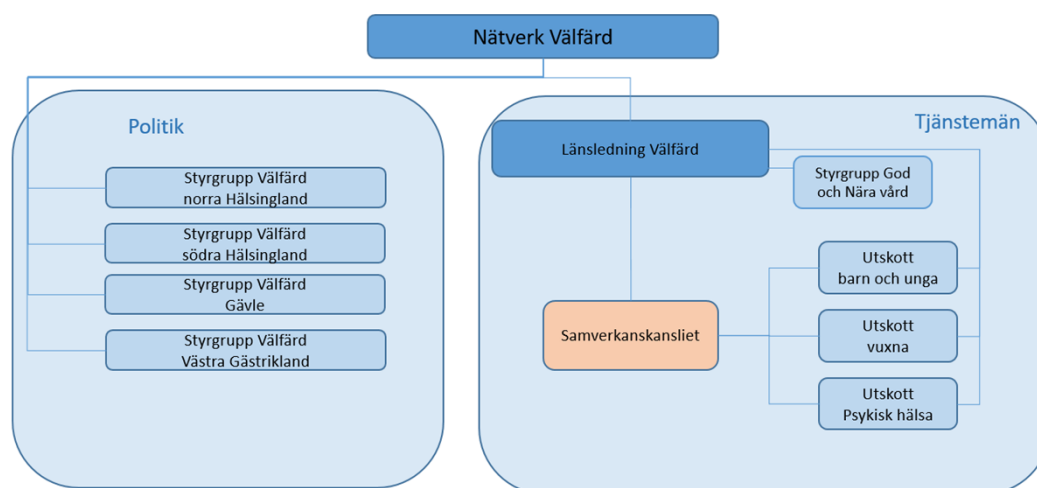 Nätverk Välfärd
Politik
Styrgrupp Välfärd
norra Hälsingland
Styrgrupp Välfärd
södra Hälsingland
Styrgrupp Välfärd
Gävle
Styrgrupp Välfärd
Västra Gästrikland
Tjänstemän
Länsledning Välfärd
Styrgrupp God
och Nära vård
Samverkanskansliet
Utskott
barn och unga
Utskott
vuxna
Utskott
Psykisk hälsa